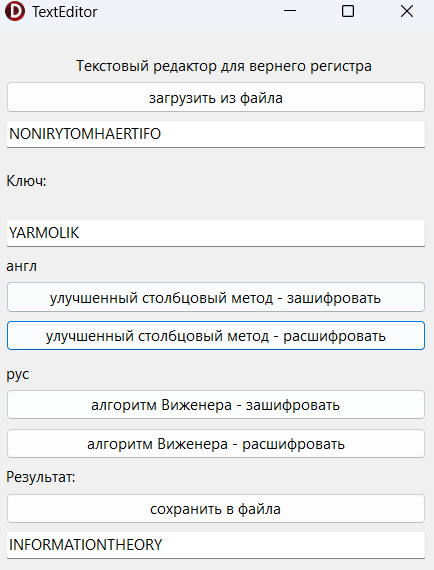 TextEditor
Текстовый редактор для вернего регистра
загрузить из файла
NONIRYTOMHAERTIFO
Ключ:
YARMOLIK
англ
улучшенный столбцовый метод - зашифровать
улучшенный столбцовый метод - расшифровать
рус
алгоритм Виженера - зашифровать
алгоритм Виженера - расшифровать
Результат:
сохранить в файла
INFORMATIONTHEORY